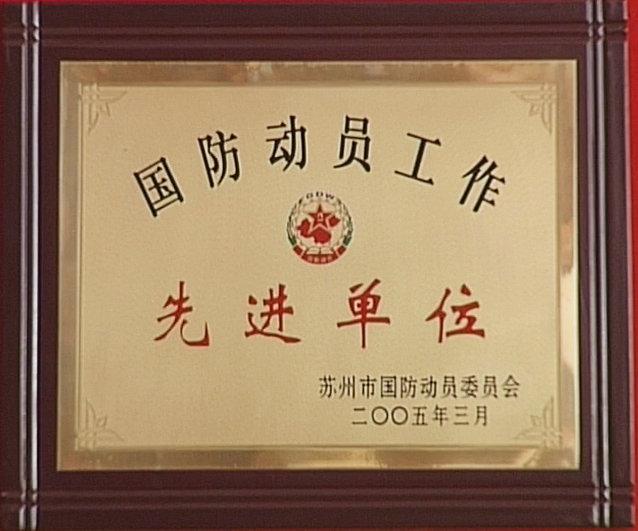 国防动员工作
GDW
先进单位
苏州市国防动员委员会
二〇〇五年三月